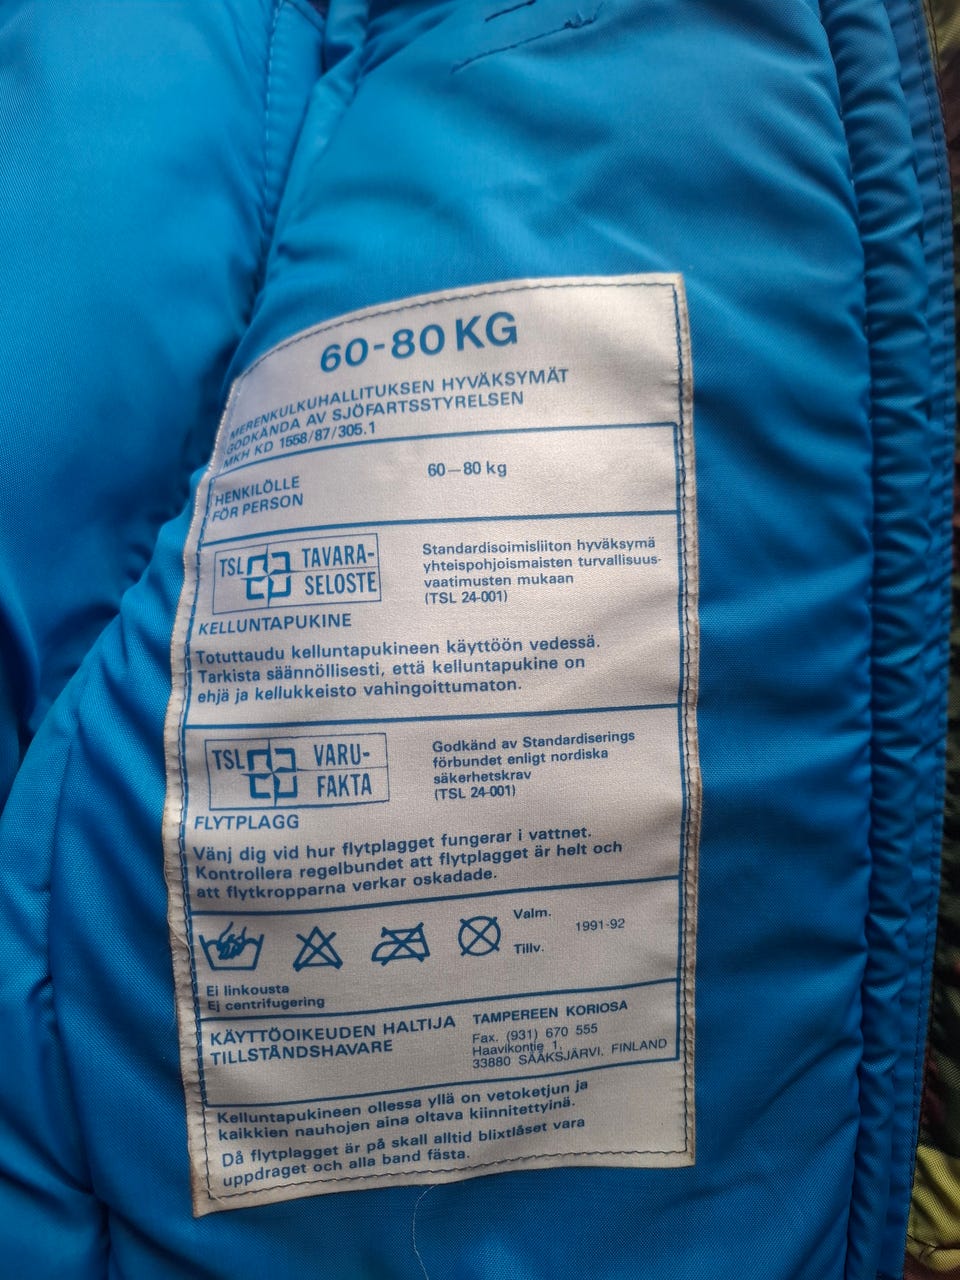 60-80 KG
MERENKULKUHALLITUKSEN HYVÄKSYMÄT
GODKÄNDA AV SJÖFARTSSTYRELSEN
MKH KD 1558/87/305.1
HENKILÖLLE
FÖR PERSON
60—80 kg
TSL TAVARA-
SELOSTE
Standardisoimisliiton hyväksymä
yhteispohjoismaisten turvallisuus-
vaatimusten mukaan
(TSL 24-001)
KELLUNTAPUKINE
Totuttaudu kelluntapukineen käyttöön vedessä.
Tarkista säännöllisesti, että kelluntapukine on
ehjä ja kellukkeisto vahingoittumaton.
TSL VARU-
FAKTA
Godkänd av Standardiserings
förbundet enligt nordiska
säkerhetskrav
(TSL 24-001)
FLYTPLAGG
Vänj dig vid hur flytplagget fungerar i vattnet.
Kontrollera regelbundet att flytplagget är helt och
att flytkropparna verkar oskadade.
Valm.
Tillv.
1991-92
Ei linkousta
Ej centrifugering
KÄYTTÖOIKEUDEN HALTIJA
TILLSTÅNDSHAVARE
TAMPEREEN KORIOSA
Fax. (931) 670 555
Haavikontie 1,
33880 SÄÄKSJÄRVI, FINLAND
Kelluntapukineen ollessa yllä on vetoketjun ja
kaikkien nauhojen aina oltava kiinnitettyinä.
Då flytplagget är på skall alltid blixtlåset vara
uppdraget och alla band fästa.